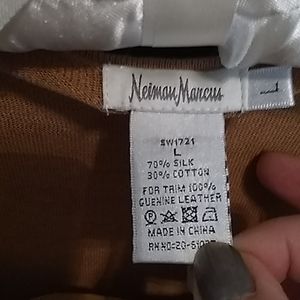 Neiman Marcus
L
SW1721
L
70% SILK
30% COTTON
FOR TRIM 100%
GUENINE LEATHER
MADE IN CHINA